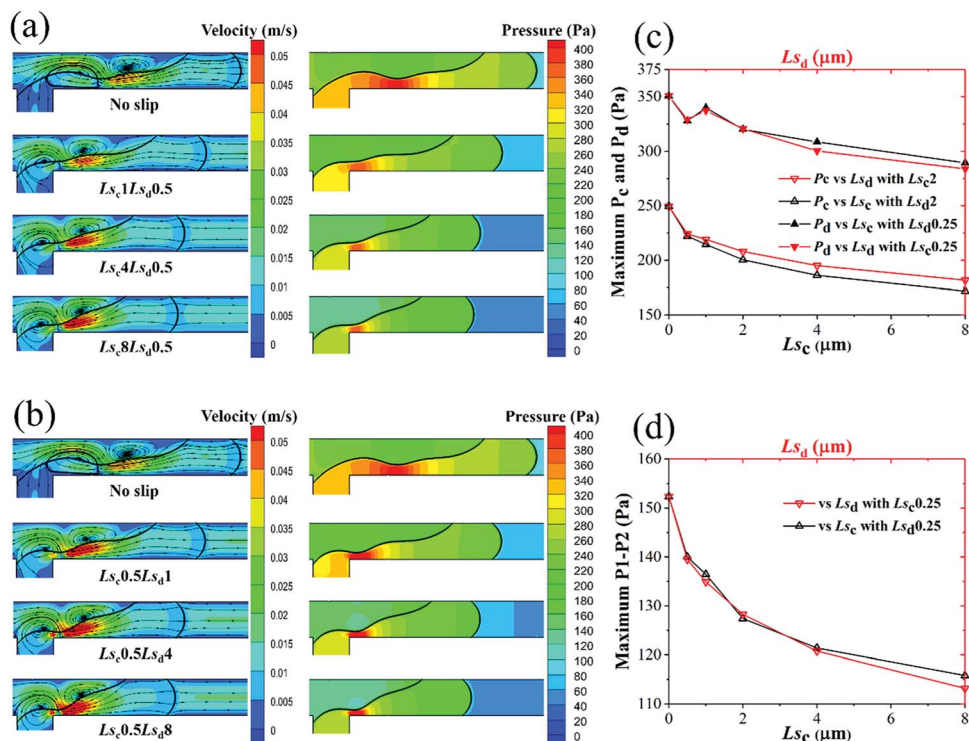 (a)
Velocity (m/s)
Pressure (Pa)
0.05
0.045
0.04
0.035
0.03
0.025
0.02
0.015
0.01
0.005
0
400
380
360
340
320
300
280
260
240
220
200
180
160
140
120
100
80
60
40
20
0
No slip
Lsc1Lsd0.5
Lsc4Lsd0.5
Lsc8Lsd0.5
(b)
Velocity (m/s)
Pressure (Pa)
0.05
0.045
0.04
0.035
0.03
0.025
0.02
0.015
0.01
0.005
0
400
380
360
340
320
300
280
260
240
220
200
180
160
140
120
100
80
60
40
20
0
No slip
Lsc0.5Lsd1
Lsc0.5Lsd4
Lsc0.5Lsd8
(c)
Lsd (μm)
Maximum Pc and Pd (Pa)
375
350
300
250
200
150
Pc vs Lsd with Lsc2
Pc vs Lsc with Lsd2
Pd vs Lsc with Lsd0.25
Pd vs Lsd with Lsc0.25
0 2 4 6 8
Lsc (μm)
(d)
Lsd (μm)
Maximum P1-P2 (Pa)
160
150
140
130
120
110
vs Lsd with Lsc0.25
vs Lsc with Lsd0.25
0 2 4 6 8
Lsc (μm)